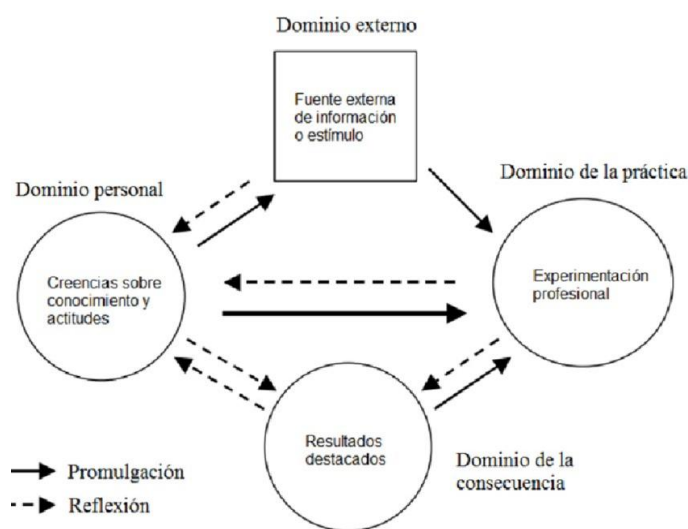 Dominio externo
Fuente externa
de información
o estímulo
Dominio de la práctica
Dominio personal
Creencias sobre
conocimiento y
actitudes
Experimentación
profesional
Resultados
destacados
Dominio de la
consecuencia
Promulgación
Reflexión